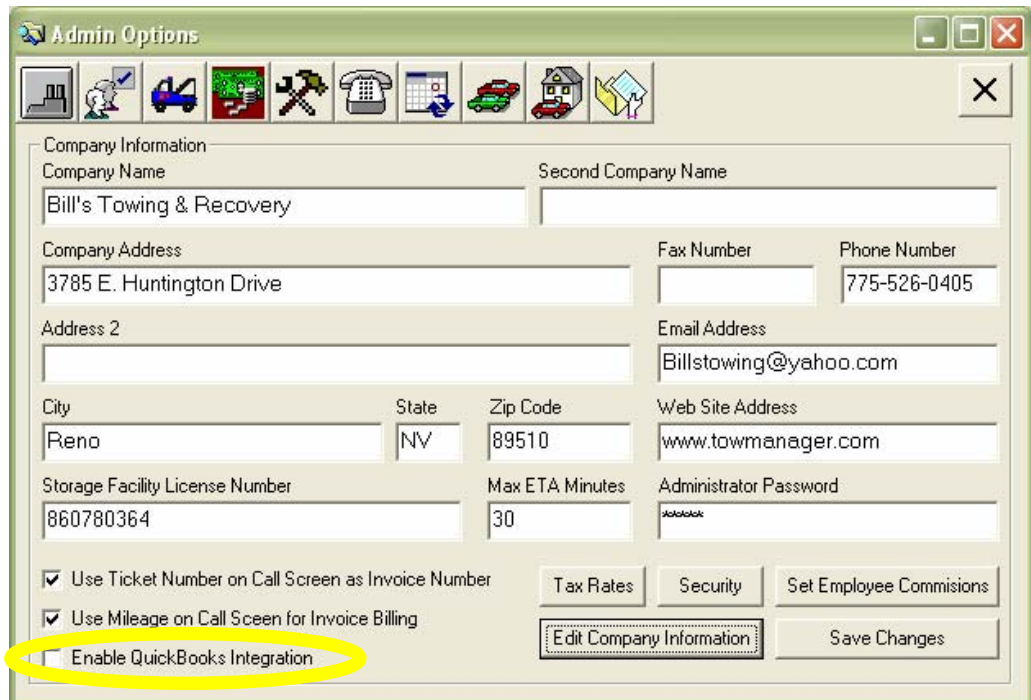 Admin Options
Company Information
Company Name Second Company Name
Bill's Towing & Recovery
Company Address Fax Number Phone Number
3785 E. Huntington Drive 775-526-0405
Address 2 Email Address
Billstowing@yahoo.com
City State Zip Code Web Site Address
Reno NV 89510 www.towmanager.com
Storage Facility License Number Max ETA Minutes Administrator Password
860780364 30 ******
Use Ticket Number on Call Screen as Invoice Number Tax Rates Security Set Employee Commisions
Use Mileage on Call Sceen for Invoice Billing
Edit Company Information Save Changes
Enable QuickBooks Integration